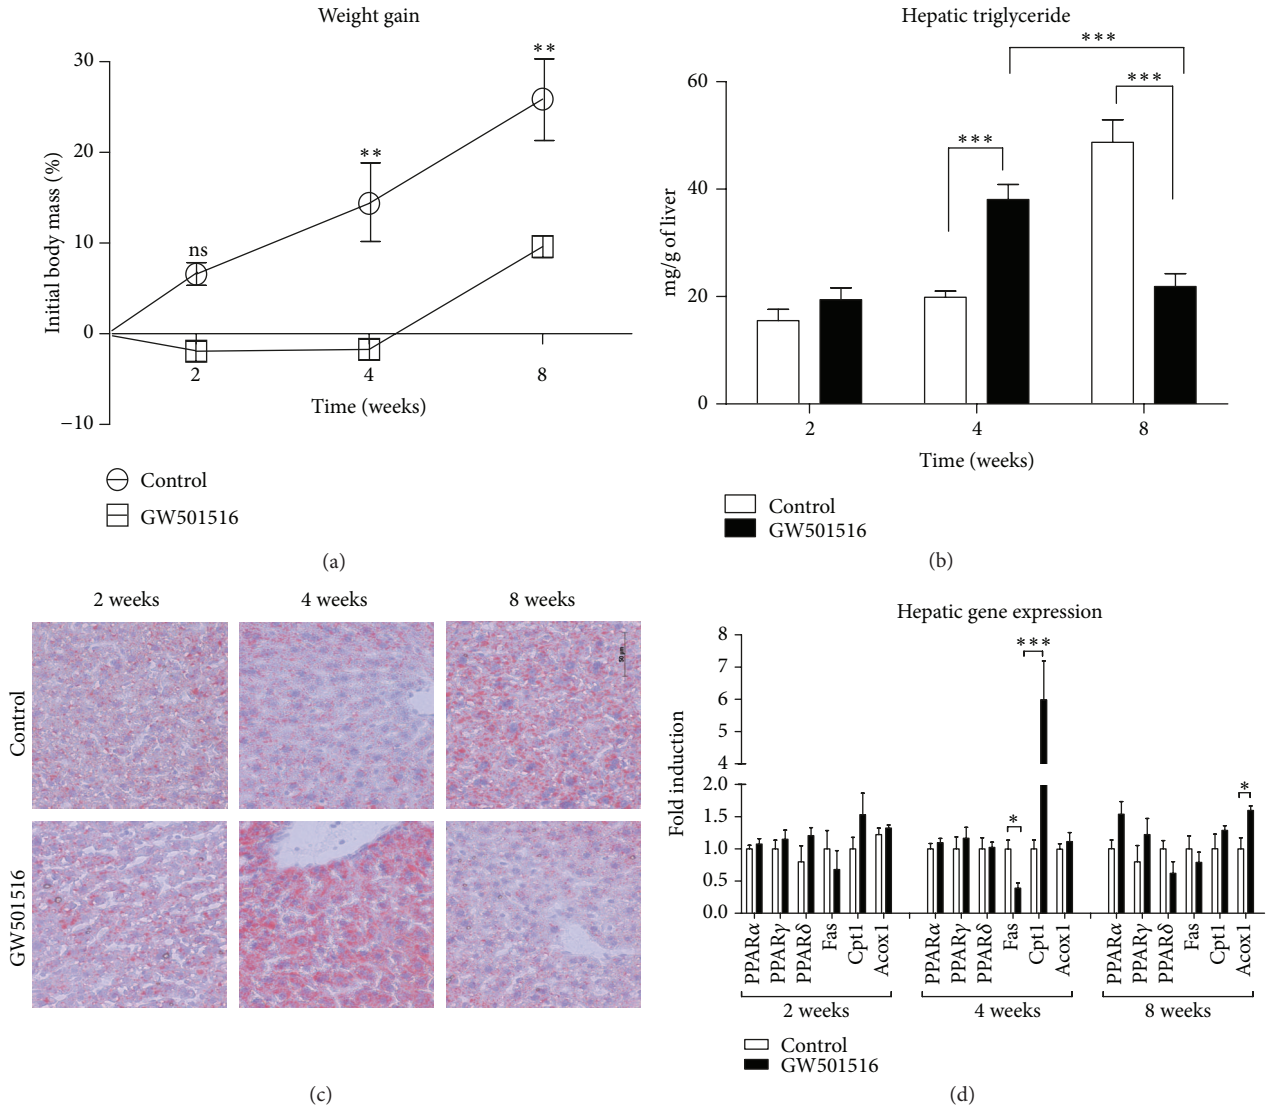 Weight gain
**
30
20
**
10
ns
0
−10
2
4
8
Initial body mass (%)
Time (weeks)
Control
GW501516
(a)
Hepatic triglyceride
***
***
***
60
40
20
0
mg/g of liver
2
4
8
Time (weeks)
Control
GW501516
(b)
2 weeks
4 weeks
8 weeks
Control
GW501516
50 μm
(c)
Hepatic gene expression
***
*
*
8
7
6
5
4
2.0
1.5
1.0
0.5
0.0
Fold induction
PPARα
PPARγ
PPARδ
Fas
Cpt1
Acox1
PPARα
PPARγ
PPARδ
Fas
Cpt1
Acox1
PPARα
PPARγ
PPARδ
Fas
Cpt1
Acox1
2 weeks
4 weeks
8 weeks
Control
GW501516
(d)